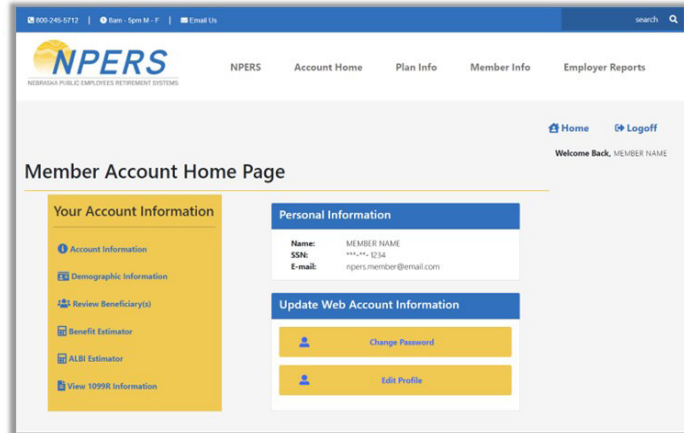 800-245-5712 | 8am - 5pm M - F | Email Us
search
NPERS
NEBRASKA PUBLIC EMPLOYEES RETIREMENT SYSTEMS
NPERS Account Home Plan Info Member Info Employer Reports
Home Logoff
Welcome Back, MEMBER NAME
Member Account Home Page
Your Account Information
Account Information
Demographic Information
Review Beneficiary(s)
Benefit Estimator
ALBI Estimator
View 1099R Information
Personal Information
Name: MEMBER NAME
SSN: ***-**-1234
E-mail: npers.member@email.com
Update Web Account Information
Change Password
Edit Profile